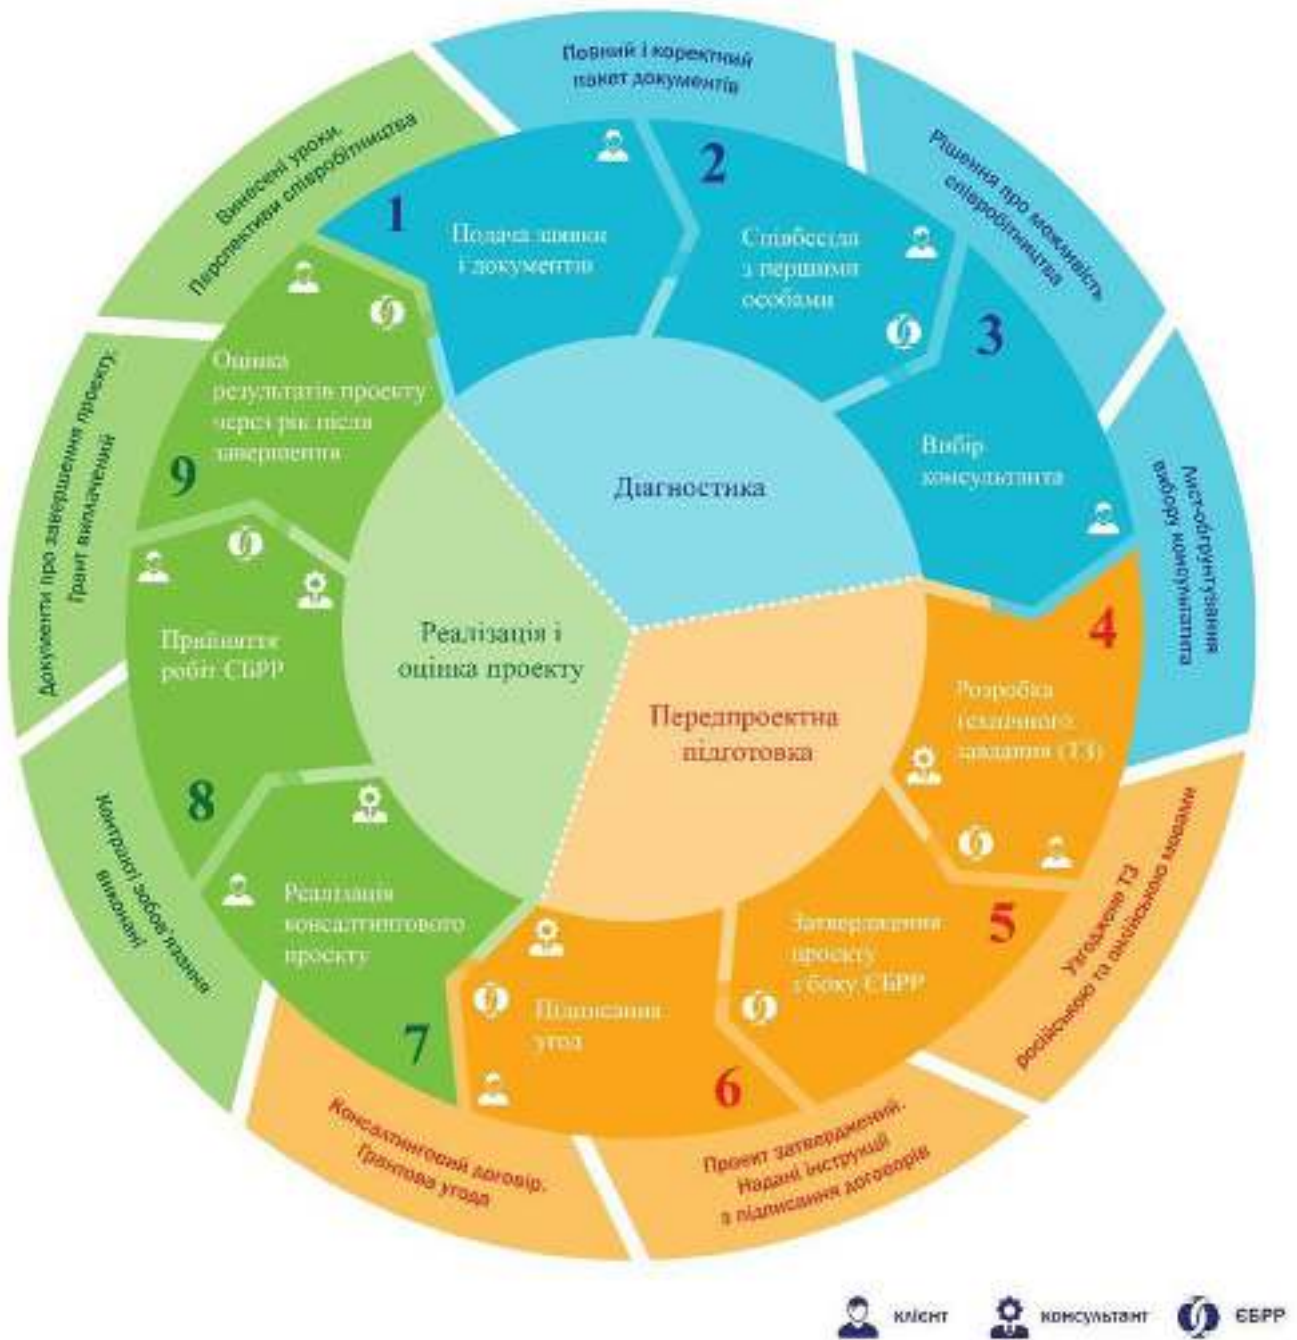 Повний і коректний
пакет документів
Рішення про можливість
співробітництва
Лист-обґрунтування
вибору консультанта
Узгоджене ТЗ
російською та англійською мовами
Проект затверджений.
Надані інструкції
з підписання договорів
Консалтинговий договір.
Грантова угода
Контракті зобов'язання
виконані
Документи про завершення проекту.
Грант виплачений
Винесені уроки.
Перспективи співробітництва
1
Подача заявки
і документів
2
Співбесіда
з першими
особами
3
Вибір
консультанта
4
Розробка
технічного
завдання (ТЗ)
5
Затвердження
проекту
з боку ЄБРР
6
Підписання
угод
7
Реалізація
консалтингового
проекту
8
Прийняття
робіт ЄБРР
9
Оцінка
результатів проекту
через рік після
завершення
Діагностика
Передпроектна
підготовка
Реалізація і
оцінка проекту
клієнт
консультант
ЄБРР